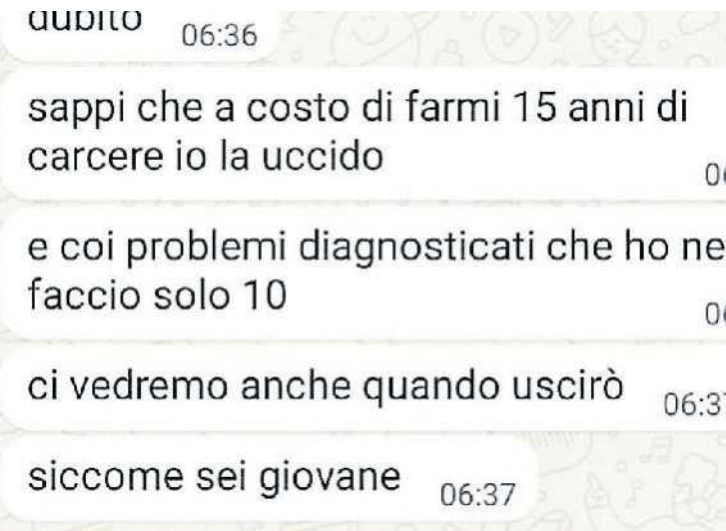 dubito 06:36
sappi che a costo di farmi 15 anni di
carcere io la uccido
e coi problemi diagnosticati che ho ne
faccio solo 10
ci vedremo anche quando uscirò 06:37
siccome sei giovane 06:37